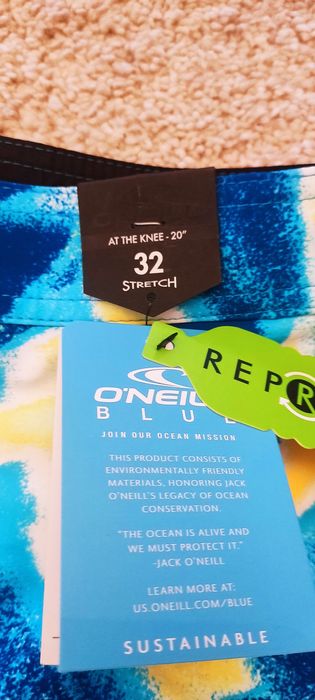 AT THE KNEE - 20"
32
STRETCH
REPR
O'NEILL
BLUE
JOIN OUR OCEAN MISSION
THIS PRODUCT CONSISTS OF
ENVIRONMENTALLY FRIENDLY
MATERIALS, HONORING JACK
O'NEILL'S LEGACY OF OCEAN
CONSERVATION.
"THE OCEAN IS ALIVE AND
WE MUST PROTECT IT."
-JACK O'NEILL
LEARN MORE AT:
US.ONEILL.COM/BLUE
SUSTAINABLE